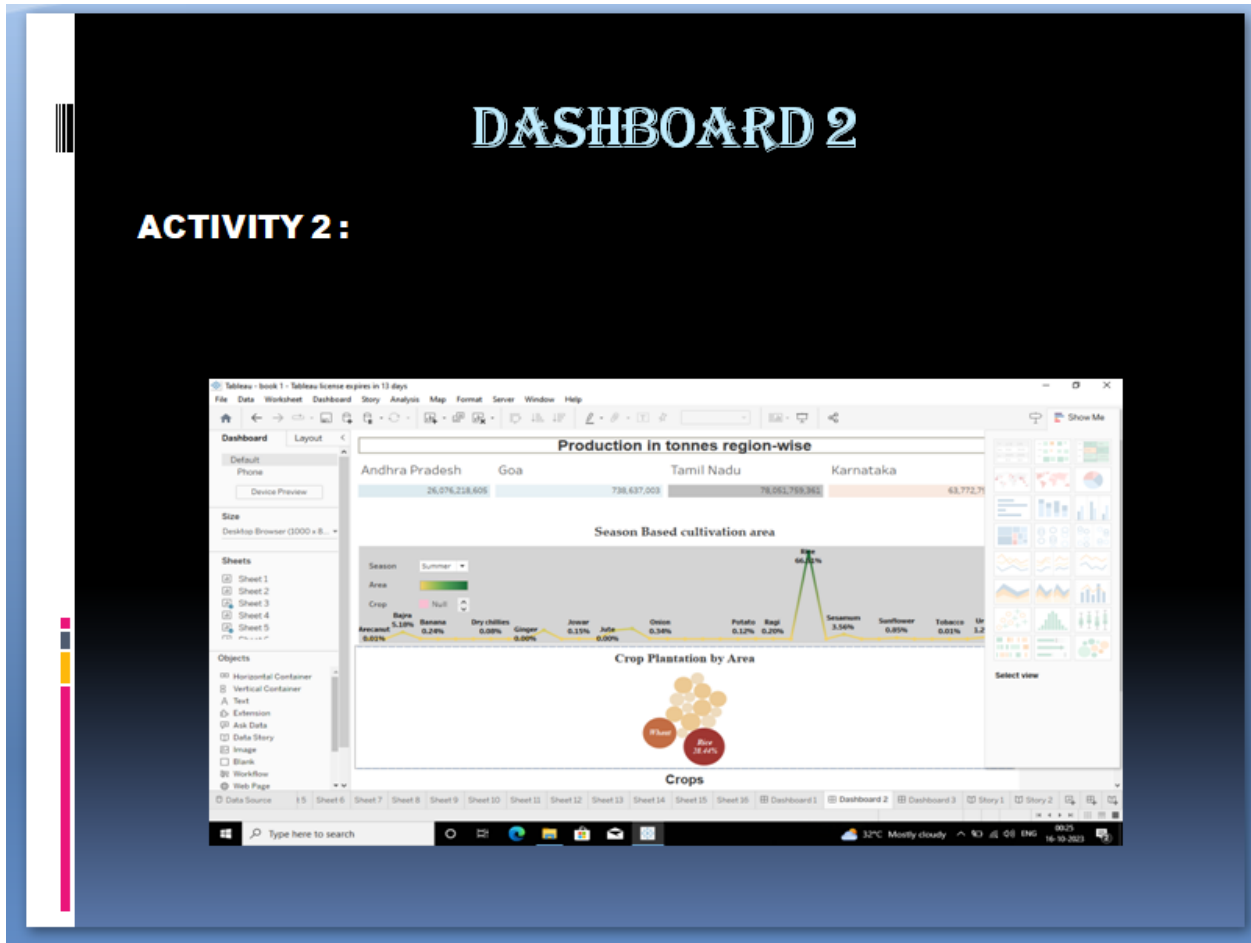 DASHBOARD 2
ACTIVITY 2 :
Tableau - book 1 - Tableau license expires in 13 days
File Data Worksheet Dashboard Story Analysis Map Format Server Window Help
Show Me
Dashboard Layout
Default
Phone
Device Preview
Size
Desktop Browser (1000 x 8...
Sheets
Sheet 1
Sheet 2
Sheet 3
Sheet 4
Sheet 5
Objects
Horizontal Container
Vertical Container
Text
Extension
Ask Data
Data Story
Image
Blank
Workflow
Web Page
Production in tonnes region-wise
Andhra Pradesh Goa Tamil Nadu Karnataka
26,076,218,605 738,637,003 78,051,759,361 63,772,79
Season Based cultivation area
Season Summer
Area
Crop Null
Rice
Arecanut 0.01%
Bajra 5.10%
Banana 0.24%
Dry chillies 0.08%
Ginger 0.00%
Jowar 0.15%
Jute 0.00%
Onion 0.34%
Potato 0.12%
Ragi 0.20%
Sesamum 3.56%
Sunflower 0.85%
Tobacco 0.01%
Crop Plantation by Area
Wheat
Rice
Crops
Select view
Data Source t 5 Sheet 6 Sheet 7 Sheet 8 Sheet 9 Sheet 10 Sheet 11 Sheet 12 Sheet 13 Sheet 14 Sheet 15 Sheet 16 Dashboard 1 Dashboard 2 Dashboard 3 Story 1 Story 2
Type here to search
32°C Mostly cloudy ENG
00:25
16-10-2023